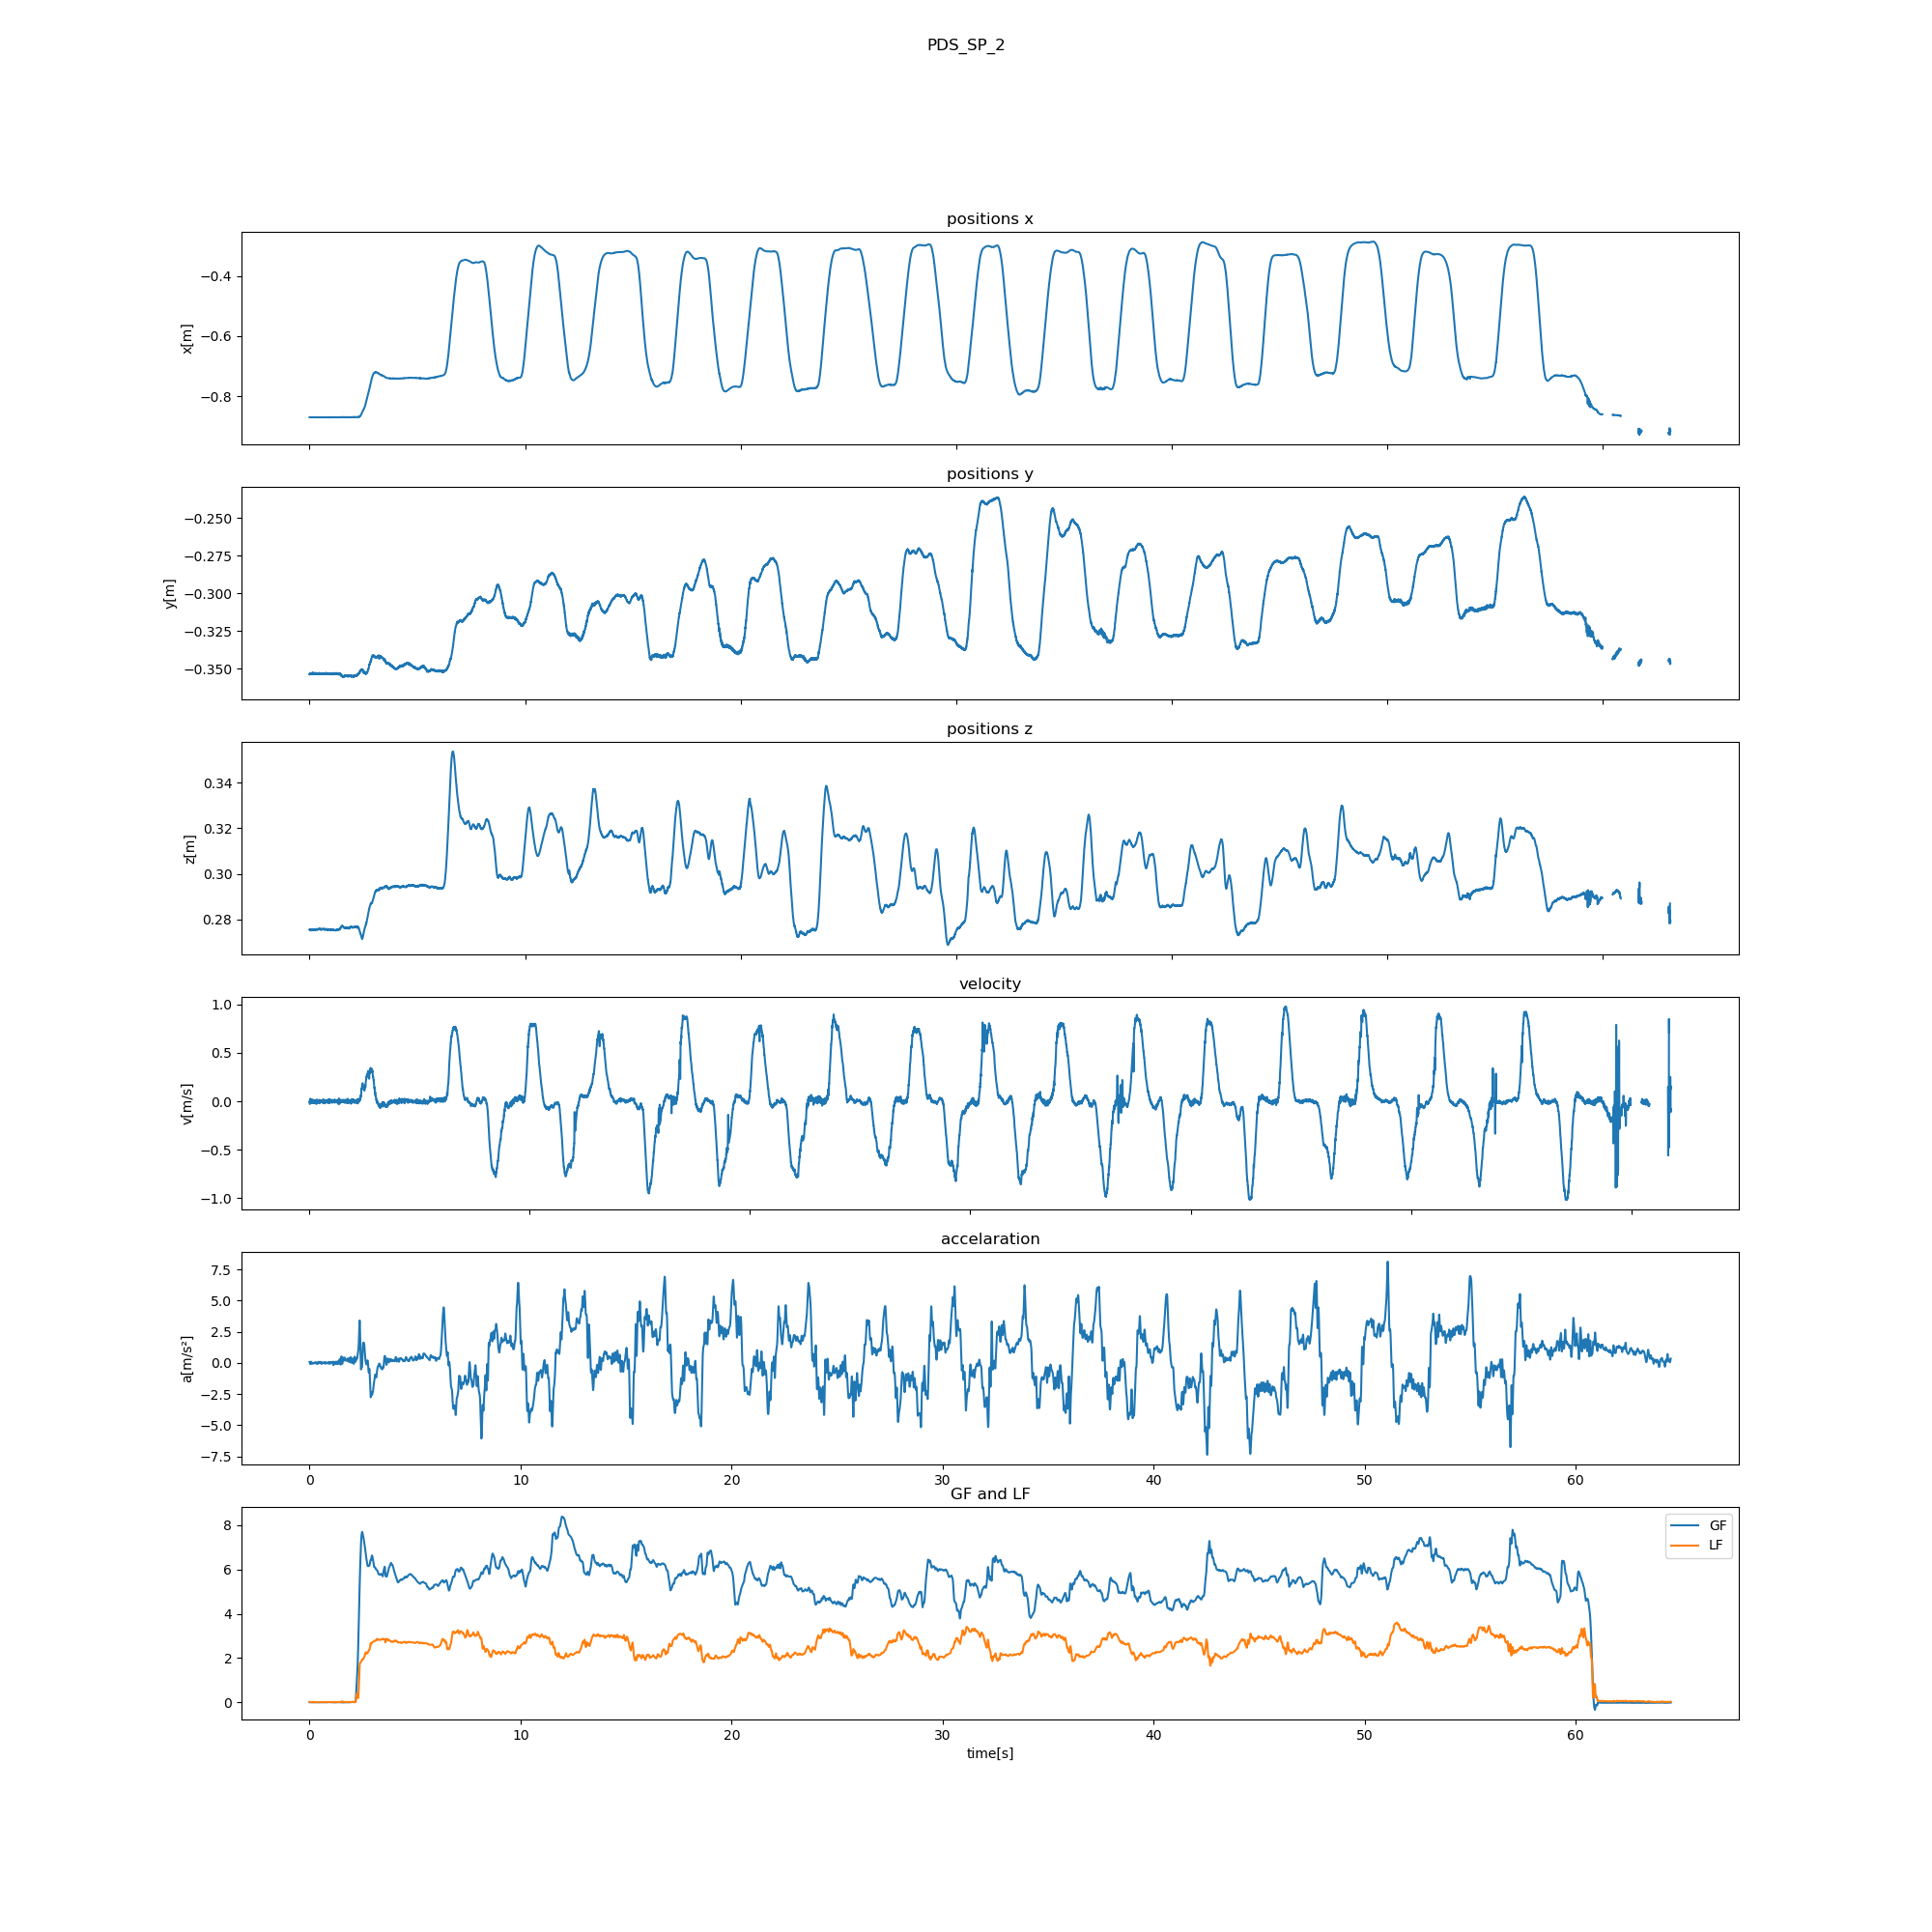 PDS_SP_2
positions x
x[m]
−0.4
−0.6
−0.8
positions y
y[m]
−0.250
−0.275
−0.300
−0.325
−0.350
positions z
z[m]
0.34
0.32
0.30
0.28
velocity
v[m/s]
1.0
0.5
0.0
−0.5
−1.0
accelaration
a[m/s²]
7.5
5.0
2.5
0.0
−2.5
−5.0
−7.5
0 10 20 30 40 50 60
GF and LF
8
6
4
2
0
GF
LF
0 10 20 30 40 50 60
time[s]